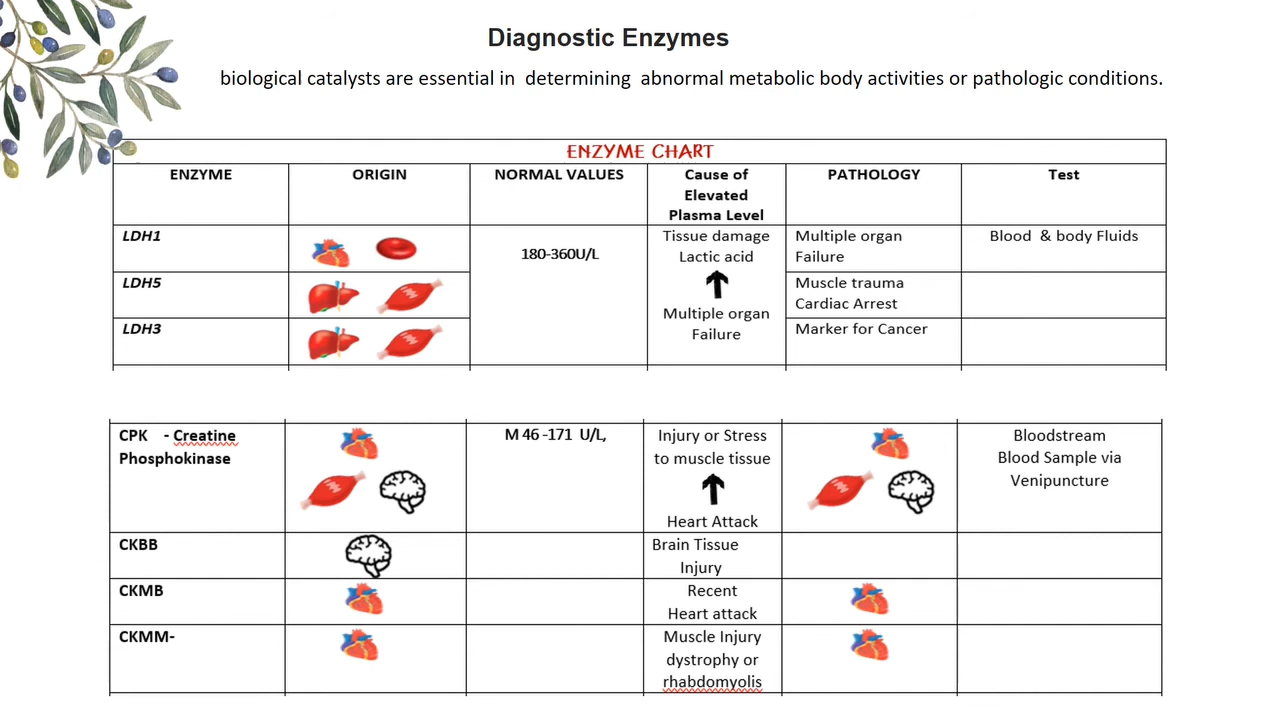 Diagnostic Enzymes
biological catalysts are essential in determining abnormal metabolic body activities or pathologic conditions.
ENZYME CHART
ENZYME
ORIGIN
NORMAL VALUES
Cause of
Elevated
Plasma Level
PATHOLOGY
Test
LDH1
180-360U/L
Tissue damage
Lactic acid
Multiple organ
Failure
Multiple organ
Failure
Blood & body Fluids
LDH5
Muscle trauma
Cardiac Arrest
LDH3
Marker for Cancer
CPK - Creatine
Phosphokinase
M 46 -171 U/L,
Injury or Stress
to muscle tissue
Heart Attack
Bloodstream
Blood Sample via
Venipuncture
CKBB
Brain Tissue
Injury
CKMB
Recent
Heart attack
CKMM-
Muscle Injury
dystrophy or
rhabdomyolis